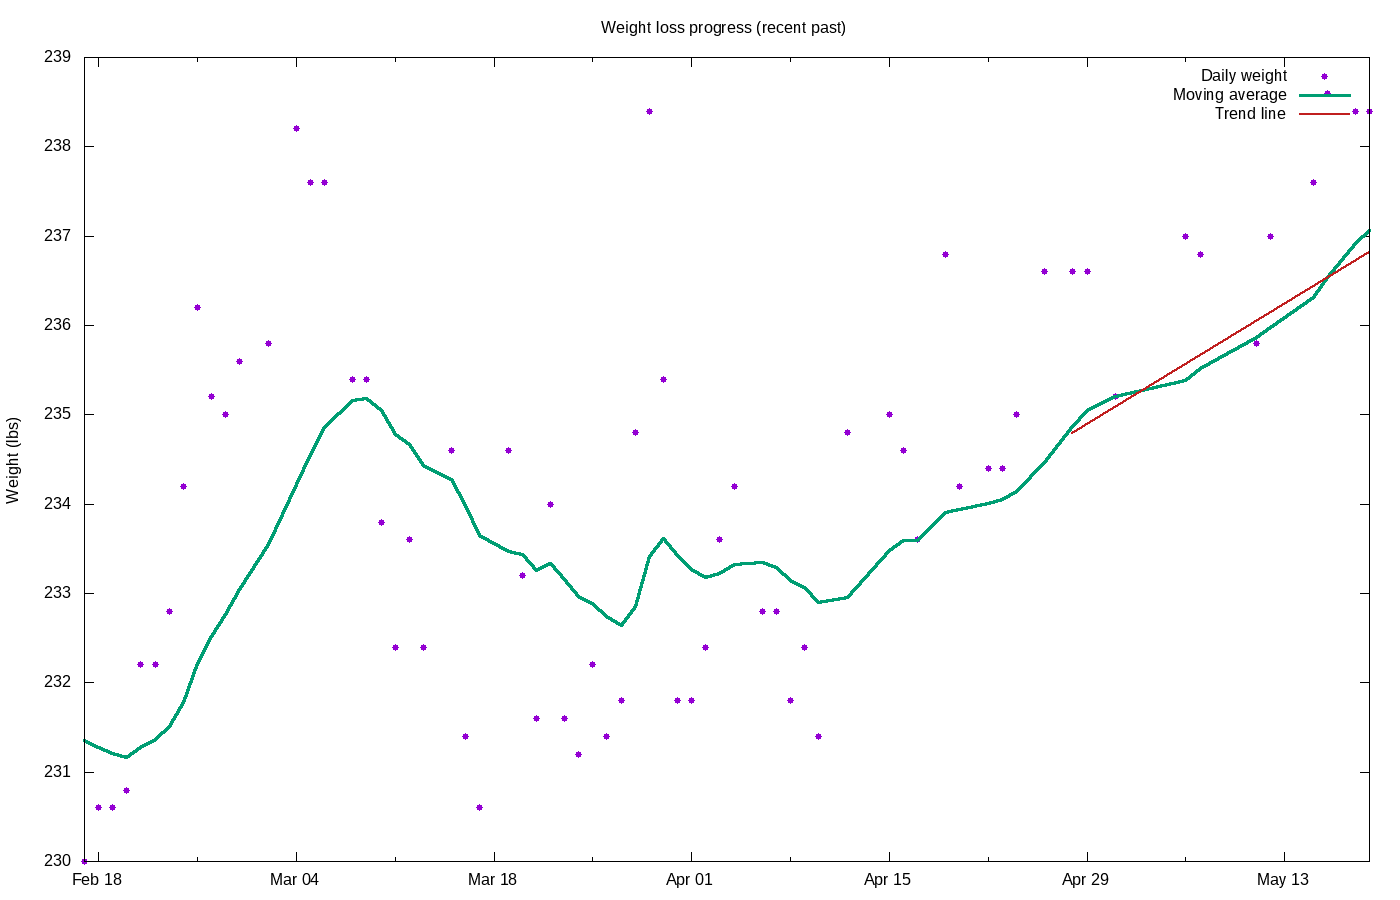 Weight loss progress (recent past)
239
238
237
236
235
234
233
232
231
230
Weight (lbs)
Daily weight
Moving average
Trend line
Feb 18
Mar 04
Mar 18
Apr 01
Apr 15
Apr 29
May 13